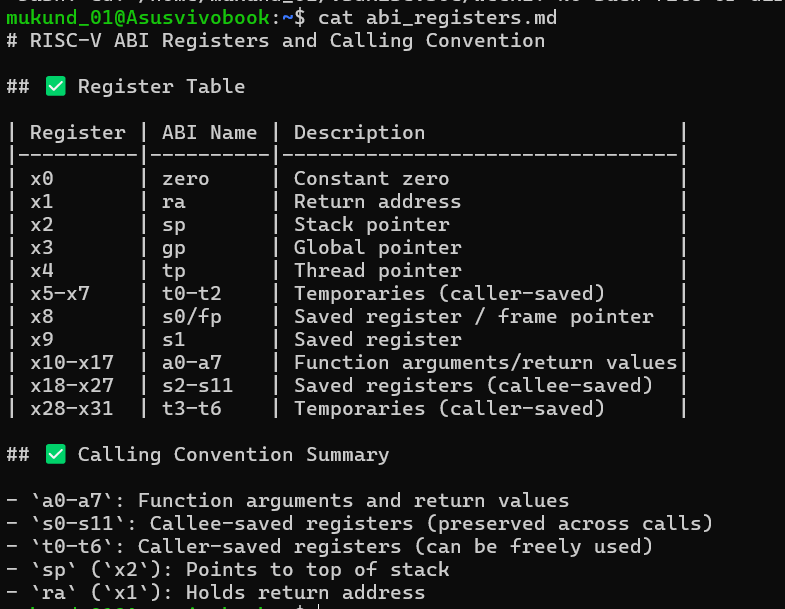 mukund_01@Asusvivobook:~$ cat abi_registers.md
# RISC-V ABI Registers and Calling Convention
## ✅ Register Table
| Register | ABI Name | Description                     |
|----------|----------|---------------------------------|
| x0       | zero     | Constant zero                   |
| x1       | ra       | Return address                  |
| x2       | sp       | Stack pointer                   |
| x3       | gp       | Global pointer                  |
| x4       | tp       | Thread pointer                  |
| x5-x7    | t0-t2    | Temporaries (caller-saved)      |
| x8       | s0/fp    | Saved register / frame pointer  |
| x9       | s1       | Saved register                  |
| x10-x17  | a0-a7    | Function arguments/return values|
| x18-x27  | s2-s11   | Saved registers (callee-saved)  |
| x28-x31  | t3-t6    | Temporaries (caller-saved)      |
## ✅ Calling Convention Summary
- `a0-a7`: Function arguments and return values
- `s0-s11`: Callee-saved registers (preserved across calls)
- `t0-t6`: Caller-saved registers (can be freely used)
- `sp` (`x2`): Points to top of stack
- `ra` (`x1`): Holds return address